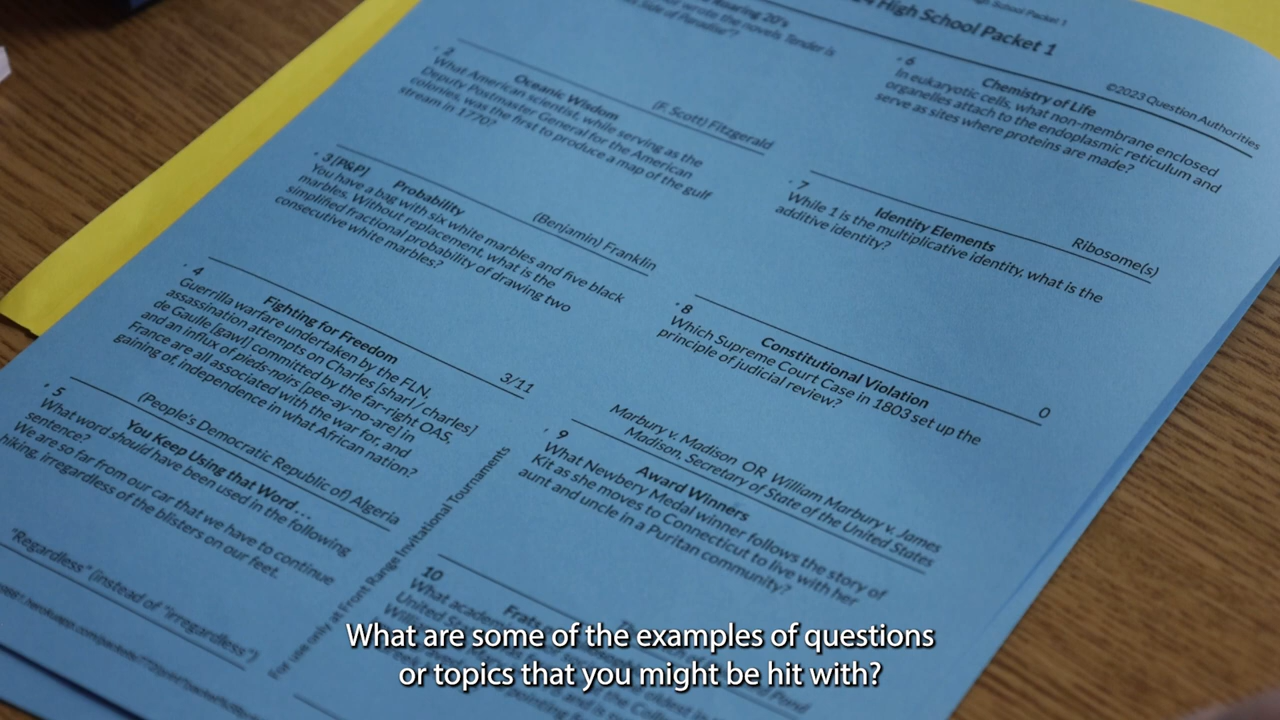 High School Packet 1
©2023 Question Authorities
Roaring 20's
write the novels Tender is
Side of Paradise"?
(F. Scott) Fitzgerald
2
Oceanic Wisdom
What American scientist, while serving as the
Deputy Postmaster General for the American
colonies, was the first to produce a map of the gulf
stream in 1770?
(Benjamin) Franklin
3 [P&P]
Probability
You have a bag with six white marbles and five black
marbles. Without replacement, what is the
simplified fractional probability of drawing two
consecutive white marbles?
3/11
4
Fighting for Freedom
Guerrilla warfare undertaken by the FLN,
assassination attempts on Charles [sharl / charles]
de Gaulle [gawl] committed by the far-right OAS,
and an influx of pieds-noirs [pee-ay-no-are] in
France are all associated with the war for, and
gaining of, independence in what African nation?
(People's Democratic Republic of) Algeria
5
You Keep Using that Word...
What word should have been used in the following
sentence?
We are so far from our car that we have to continue
hiking, irregardless of the blisters on our feet.
"Regardless" (instead of "irregardless")
For use only at Front Range Invitational Tournaments
6
Chemistry of Life
In eukaryotic cells, what non-membrane enclosed
organelles attach to the endoplasmic reticulum and
serve as sites where proteins are made?
Ribosome(s)
7
Identity Elements
While 1 is the multiplicative identity, what is the
additive identity?
0
8
Constitutional Violation
Which Supreme Court Case in 1803 set up the
principle of judicial review?
Marbury v. Madison OR William Marbury v. James
Madison, Secretary of State of the United States
9
Award Winners
What Newbery Medal winner follows the story of
Kit as she moves to Connecticut to live with her
aunt and uncle in a Puritan community?
10
Frats
What
United
What are some of the examples of questions
or topics that you might be hit with?